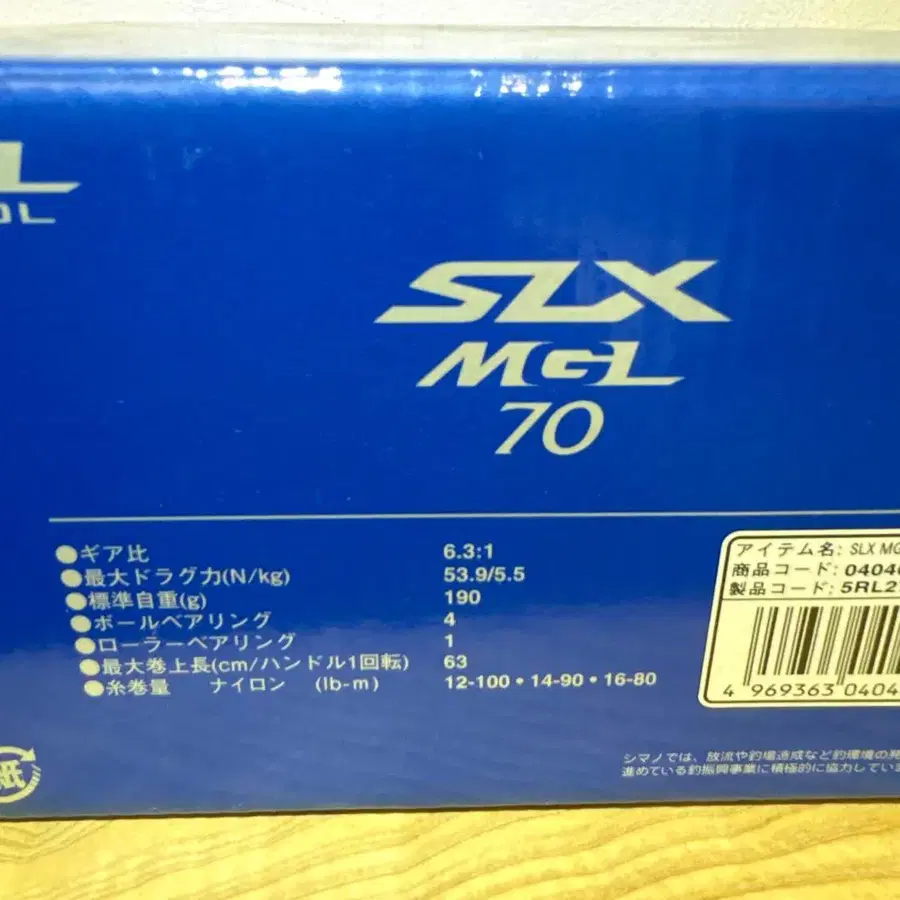 SLX
MGL
70
●ギア比 6.3:1
●最大ドラグ力(N/kg) 53.9/5.5
●標準自重(g) 190
●ボールベアリング 4
●ローラーベアリング 1
●最大巻上長(cm/ハンドル1回転) 63
●糸巻量 ナイロン (lb-m) 12-100・14-90・16-80
アイテム名: SLX MG
商品コード: 0404
製品コード: 5RL2
4 969363 0404
シマノでは、放流や釣場造成など釣環境の発
進めている釣振興事業に積極的に協力してい
紙